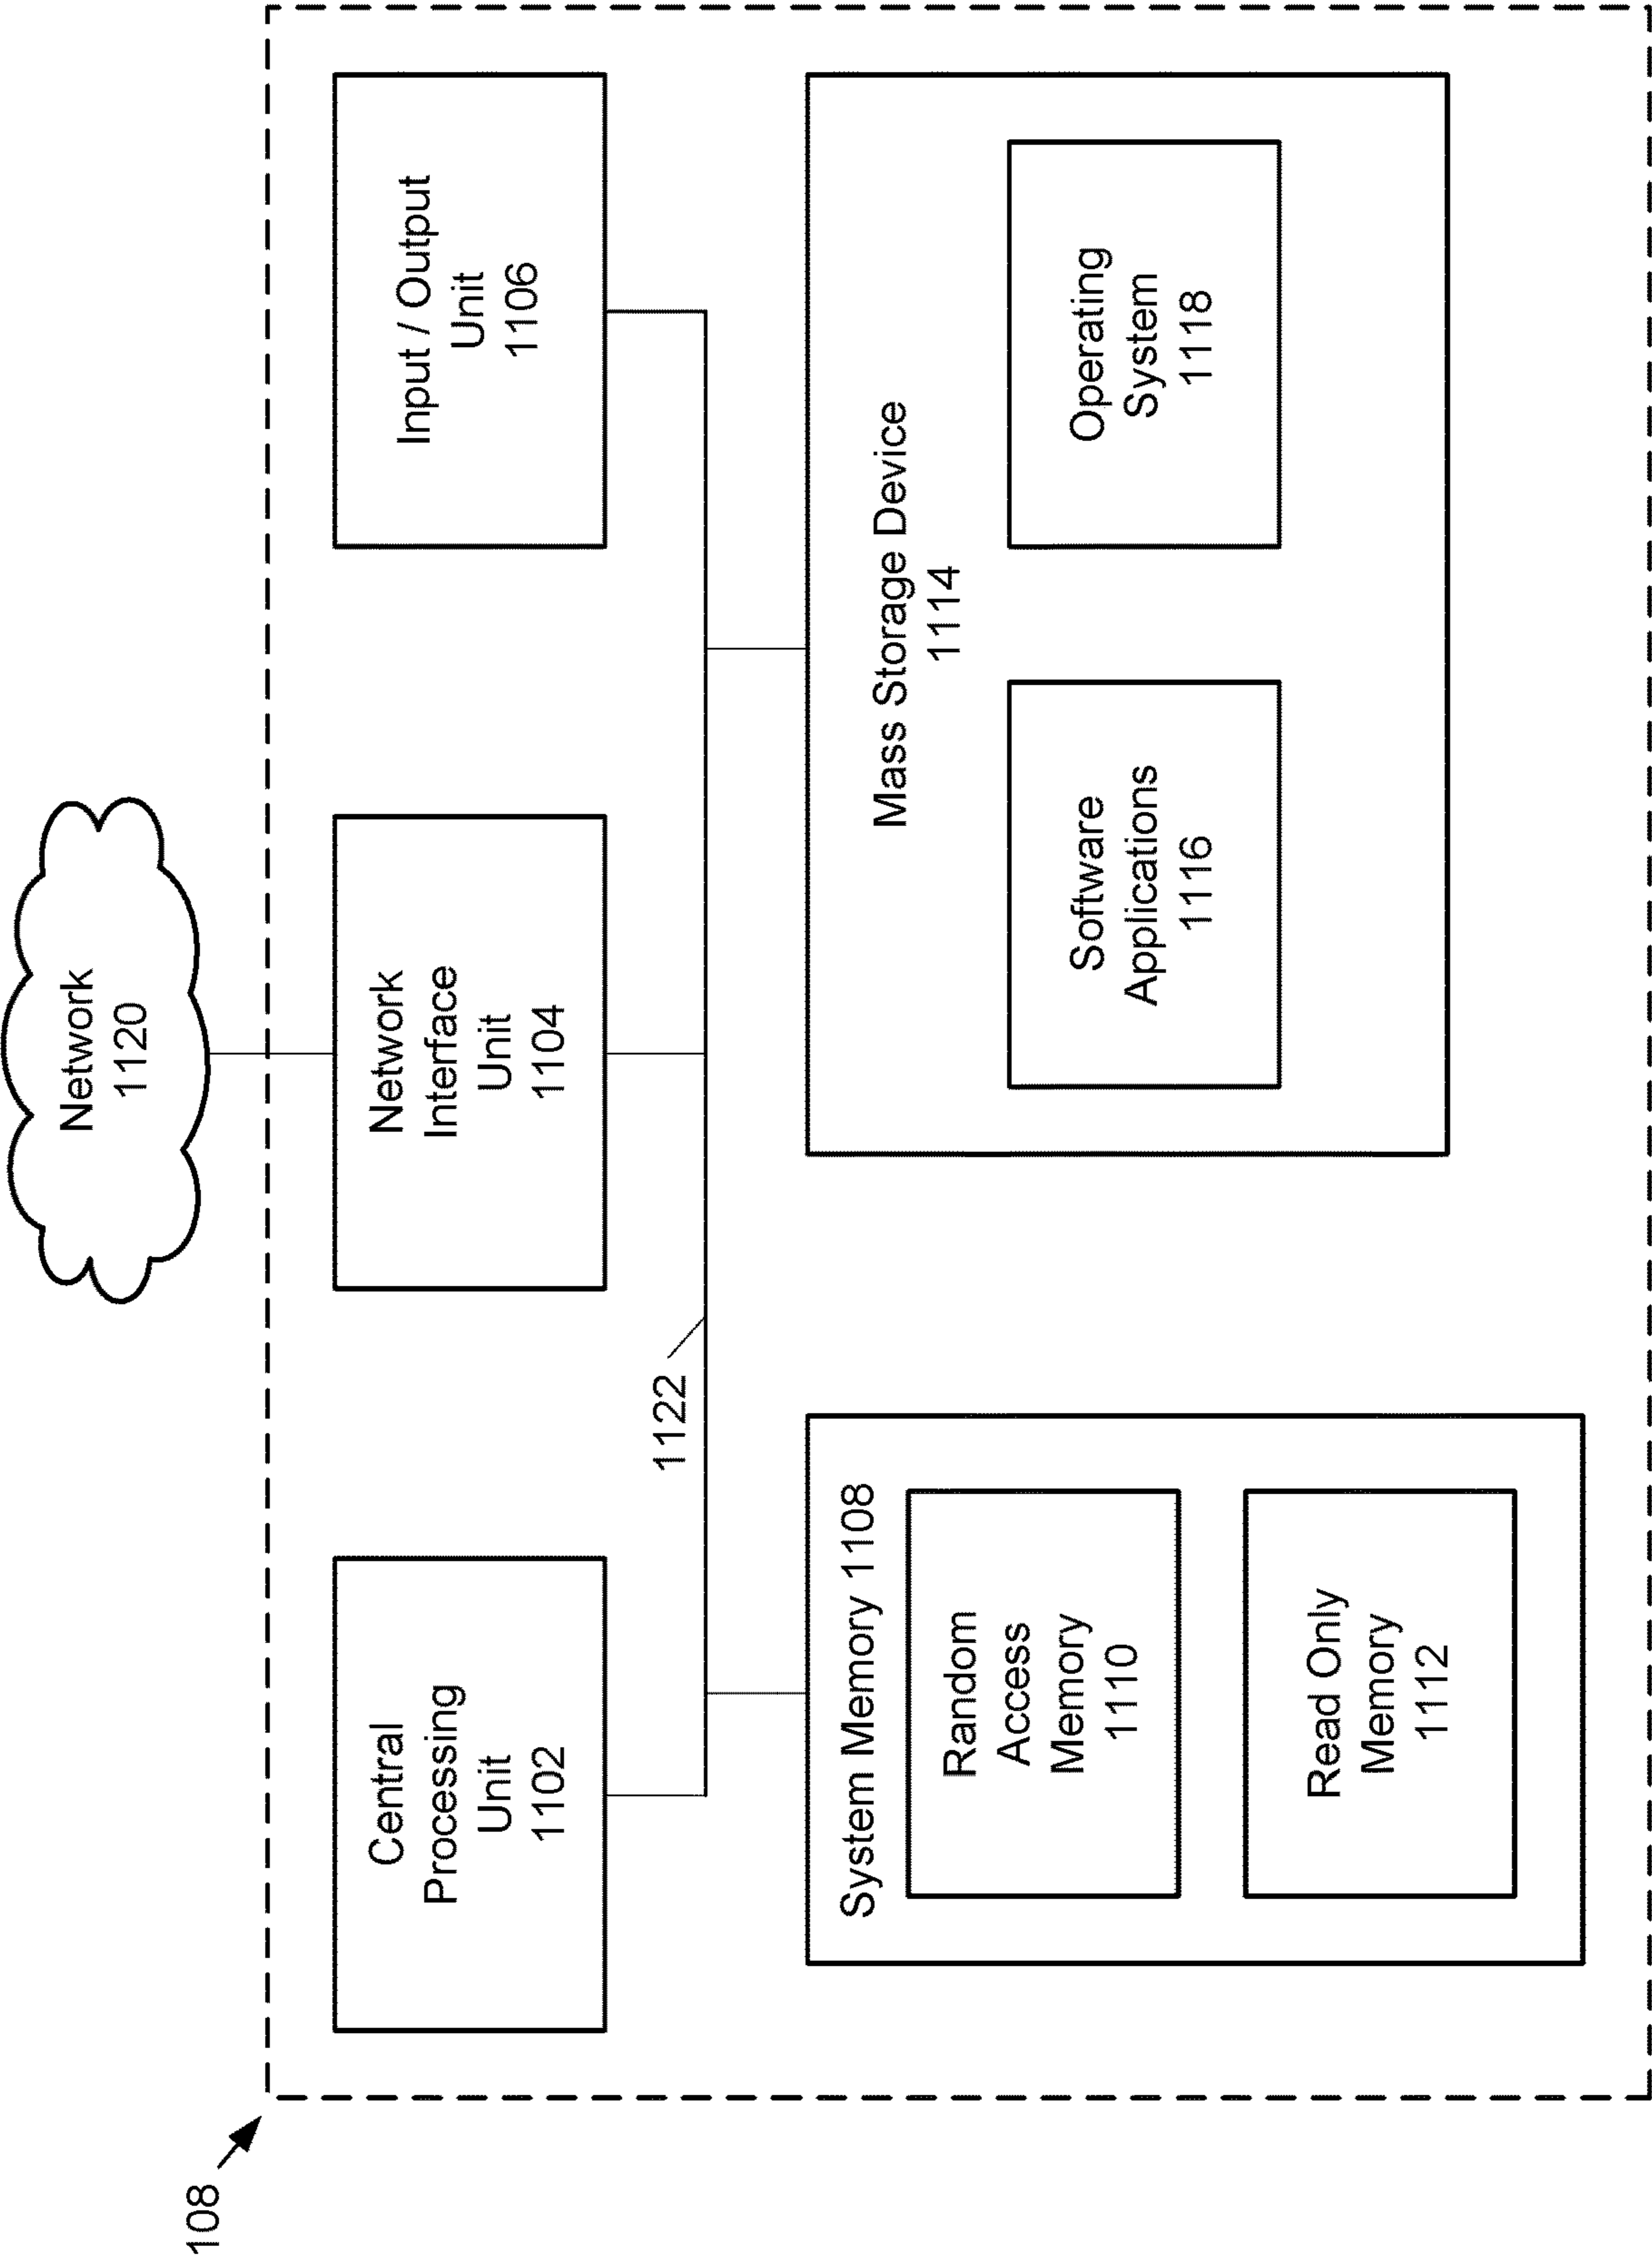 108
Network
1120
Central
Processing
Unit
1102
Network
Interface
Unit
1104
Input / Output
Unit
1106
1122
System Memory 1108
Random
Access
Memory
1110
Read Only
Memory
1112
Mass Storage Device
1114
Software
Applications
1116
Operating
System
1118